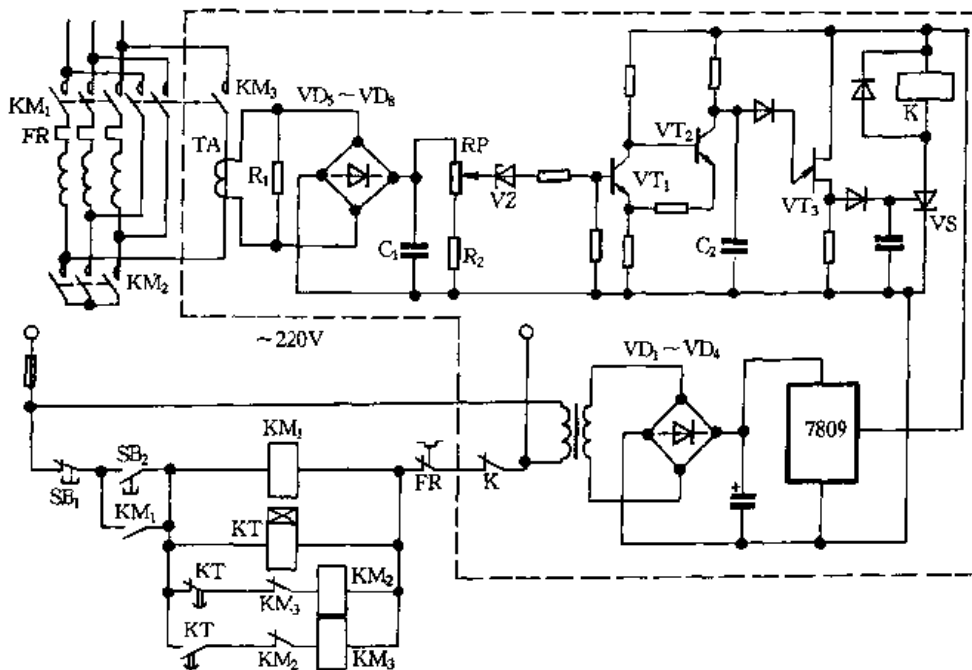 KM₃
VD₅～VD₈
KM₁
FR
TA
R₁
RP
VZ
VT₁
VT₂
VT₃
K
VS
C₁
R₂
C₂
KM₂
~220V
VD₁～VD₄
7809
KM₁
SB₁
SB₂
KM₁
FR
K
KT
+
KT
KM₃
KM₂
KT
KM₂
KM₃